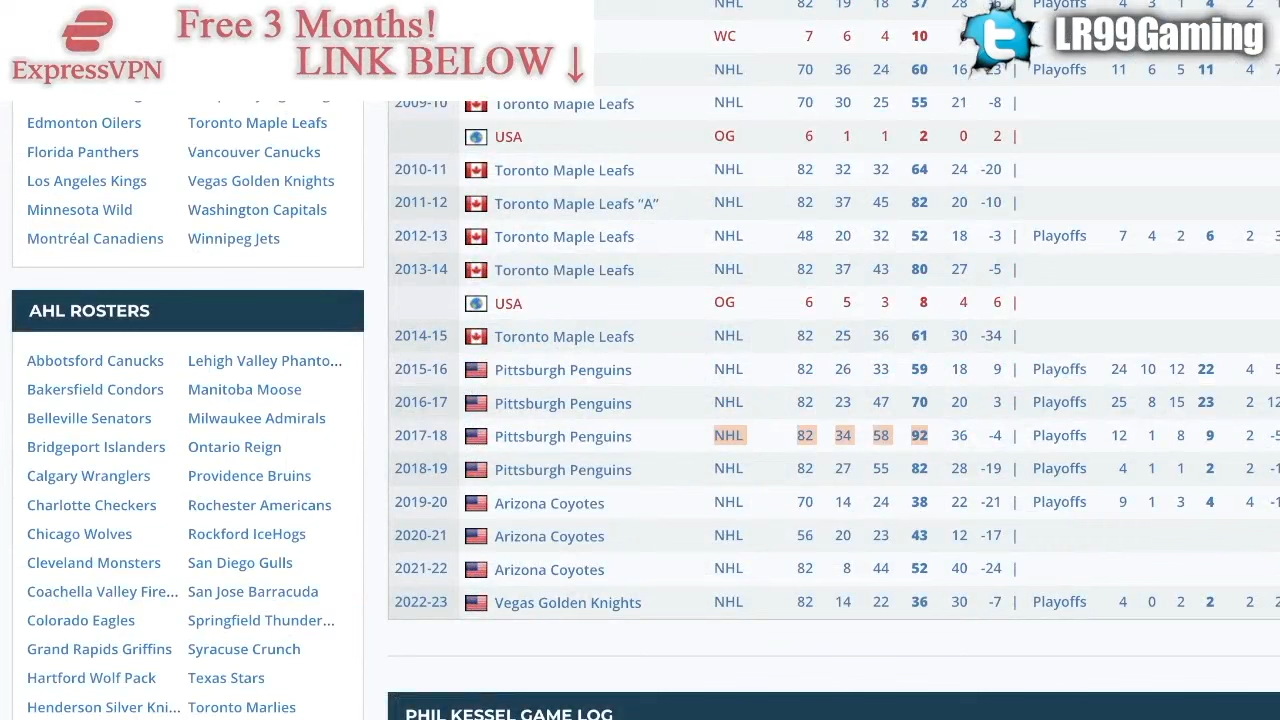 Free 3 Months!
LINK BELOW ↓
ExpressVPN
LR99Gaming
Edmonton Oilers Toronto Maple Leafs
Florida Panthers Vancouver Canucks
Los Angeles Kings Vegas Golden Knights
Minnesota Wild Washington Capitals
Montréal Canadiens Winnipeg Jets
AHL ROSTERS
Abbotsford Canucks Lehigh Valley Phanto...
Bakersfield Condors Manitoba Moose
Belleville Senators Milwaukee Admirals
Bridgeport Islanders Ontario Reign
Calgary Wranglers Providence Bruins
Charlotte Checkers Rochester Americans
Chicago Wolves Rockford IceHogs
Cleveland Monsters San Diego Gulls
Coachella Valley Fire... San Jose Barracuda
Colorado Eagles Springfield Thunder...
Grand Rapids Griffins Syracuse Crunch
Hartford Wolf Pack Texas Stars
Henderson Silver Kni... Toronto Marlies
NHL 82 19 18 37 28 Playoffs 4 3 1 4 2
WC 7 6 4 10
NHL 70 36 24 60 16 | Playoffs 11 6 5 11 4
2009-10 Toronto Maple Leafs NHL 70 30 25 55 21 -8 |
USA OG 6 1 1 2 0 2 |
2010-11 Toronto Maple Leafs NHL 82 32 32 64 24 -20 |
2011-12 Toronto Maple Leafs “A” NHL 82 37 45 82 20 -10 |
2012-13 Toronto Maple Leafs NHL 48 20 32 52 18 -3 | Playoffs 7 4 2 6 2
2013-14 Toronto Maple Leafs NHL 82 37 43 80 27 -5 |
USA OG 6 5 3 8 4 6 |
2014-15 Toronto Maple Leafs NHL 82 25 36 61 30 -34 |
2015-16 Pittsburgh Penguins NHL 82 26 33 59 18 9 | Playoffs 24 10 12 22 4
2016-17 Pittsburgh Penguins NHL 82 23 47 70 20 3 | Playoffs 25 8 15 23 2 12
2017-18 Pittsburgh Penguins NHL 82 34 58 92 36 -4 | Playoffs 12 1 8 9 2
2018-19 Pittsburgh Penguins NHL 82 27 55 82 28 -19 | Playoffs 4 1 1 2 2
2019-20 Arizona Coyotes NHL 70 14 24 38 22 -21 | Playoffs 9 1 3 4 4
2020-21 Arizona Coyotes NHL 56 20 23 43 12 -17 |
2021-22 Arizona Coyotes NHL 82 8 44 52 40 -24 |
2022-23 Vegas Golden Knights NHL 82 14 22 36 30 -7 | Playoffs 4 0 2 2 2
PHIL KESSEL GAME LOG